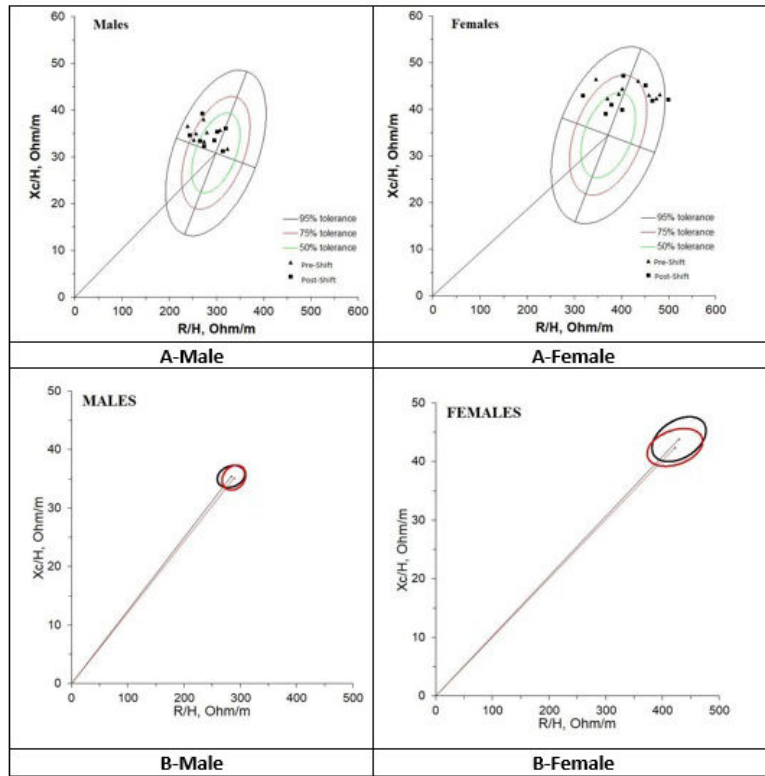 Males
60
50
40
30
20
10
0
Xc/H, Ohm/m
95% tolerance
75% tolerance
50% tolerance
Pre-Shift
Post-Shift
0 100 200 300 400 500 600
R/H, Ohm/m
A-Male
Females
60
50
40
30
20
10
0
Xc/H, Ohm/m
95% tolerance
75% tolerance
50% tolerance
Pre-Shift
Post-Shift
0 100 200 300 400 500 600
R/H, Ohm/m
A-Female
MALES
50
40
30
20
10
0
Xc/H, Ohm/m
0 100 200 300 400 500
R/H, Ohm/m
B-Male
FEMALES
50
40
30
20
10
0
Xc/H, Ohm/m
0 100 200 300 400 500
R/H, Ohm/m
B-Female